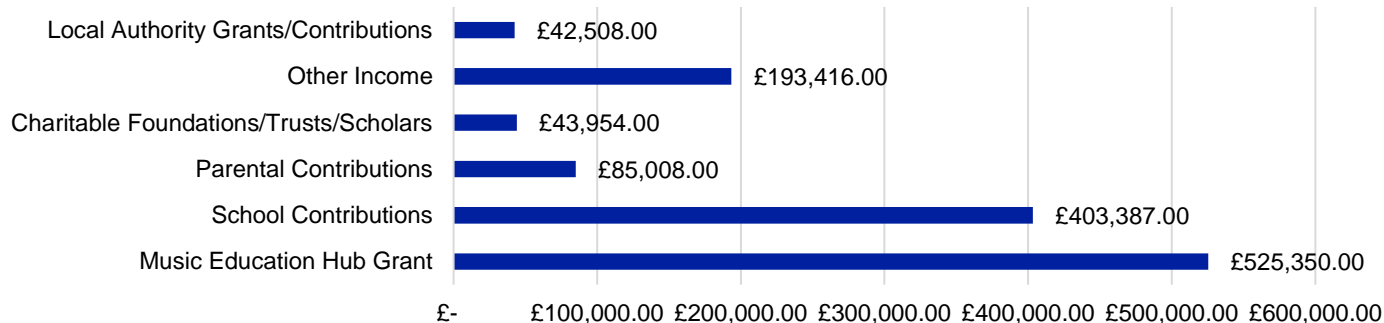 Local Authority Grants/Contributions £42,508.00
Other Income £193,416.00
Charitable Foundations/Trusts/Scholars £43,954.00
Parental Contributions £85,008.00
School Contributions £403,387.00
Music Education Hub Grant £525,350.00
£- £100,000.00 £200,000.00 £300,000.00 £400,000.00 £500,000.00 £600,000.00